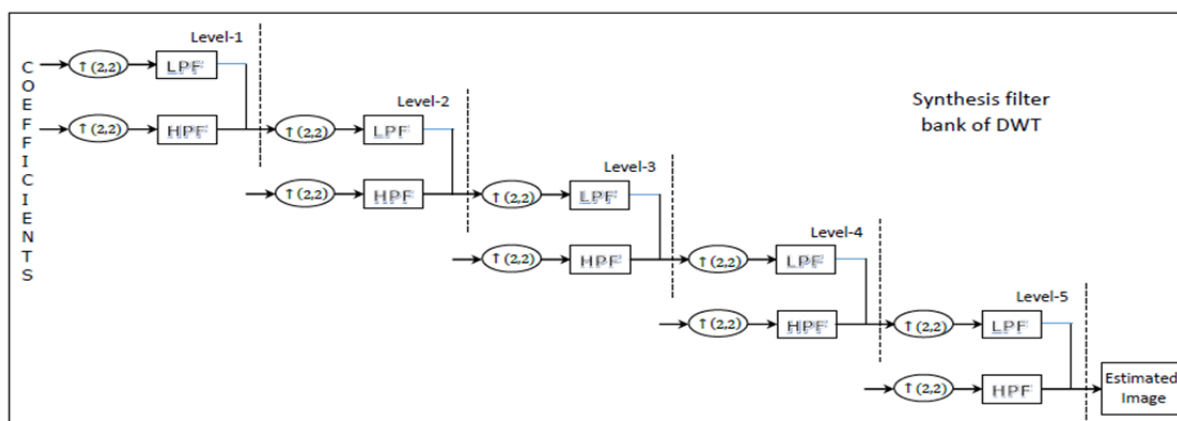 COEFFICIENTS
Level-1
↑(2,2)
LPF
↑(2,2)
HPF
Level-2
↑(2,2)
LPF
↑(2,2)
HPF
Level-3
↑(2,2)
LPF
↑(2,2)
HPF
Level-4
↑(2,2)
LPF
↑(2,2)
HPF
Level-5
↑(2,2)
LPF
↑(2,2)
HPF
Synthesis filter
bank of DWT
Estimated
Image